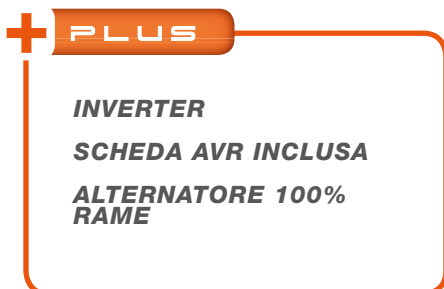 PLUS
INVERTER
SCHEDA AVR INCLUSA
ALTERNATORE 100%
RAME